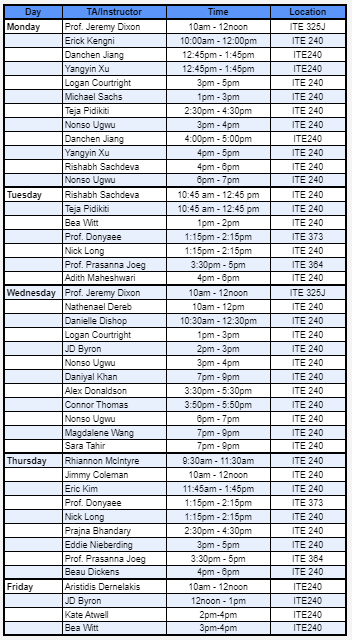 Day TA/Instructor Time Location
Monday Prof. Jeremy Dixon 10am - 12noon ITE 325J
Erick Kengni 10:00am - 12:00pm ITE 240
Danchen Jiang 12:45pm - 1:45pm ITE240
Yangyin Xu 12:45pm - 1:45pm ITE240
Logan Courtright 3pm - 5pm ITE 240
Michael Sachs 1pm - 3pm ITE 240
Teja Pidikiti 2:30pm - 4:30pm ITE 240
Nonso Ugwu 3pm - 4pm ITE 240
Danchen Jiang 4:00pm - 5:00pm ITE240
Yangyin Xu 4pm - 5pm ITE 240
Rishabh Sachdeva 4pm - 6pm ITE 240
Nonso Ugwu 6pm - 7pm ITE 240
Tuesday Rishabh Sachdeva 10:45 am - 12:45 pm ITE 240
Teja Pidikiti 10:45 am - 12:45 pm ITE 240
Bea Witt 1pm - 2pm ITE 240
Prof. Donyaee 1:15pm - 2:15pm ITE 373
Nick Long 1:15pm - 2:15pm ITE 240
Prof. Prasanna Joeg 3:30pm - 5pm ITE 364
Adith Maheshwari 4pm - 6pm ITE 240
Wednesday Prof. Jeremy Dixon 10am - 12noon ITE 325J
Nathenael Dereb 10am - 12pm ITE 240
Danielle Dishop 10:30am - 12:30pm ITE 240
Logan Courtright 1pm - 3pm ITE 240
JD Byron 2pm - 3pm ITE 240
Nonso Ugwu 3pm - 4pm ITE 240
Daniyal Khan 7pm - 9pm ITE 240
Alex Donaldson 3:30pm - 5:30pm ITE 240
Connor Thomas 3:50pm - 5:50pm ITE 240
Nonso Ugwu 6pm - 7pm ITE 240
Magdalene Wang 7pm - 9pm ITE 240
Sara Tahir 7pm - 9pm ITE 240
Thursday Rhiannon McIntyre 9:30am - 11:30am ITE 240
Jimmy Coleman 10am - 12noon ITE 240
Eric Kim 11:45am - 1:45pm ITE 240
Prof. Donyaee 1:15pm - 2:15pm ITE 373
Nick Long 1:15pm - 2:15pm ITE 240
Prajna Bhandary 2:30pm - 4:30pm ITE 240
Eddie Nieberding 3pm - 5pm ITE 240
Prof. Prasanna Joeg 3:30pm - 5pm ITE 364
Beau Dickens 4pm - 6pm ITE 240
Friday Aristidis Dernelakis 10am - 12noon ITE240
JD Byron 12noon - 1pm ITE240
Kate Atwell 2pm-4pm ITE240
Bea Witt 3pm-4pm ITE240